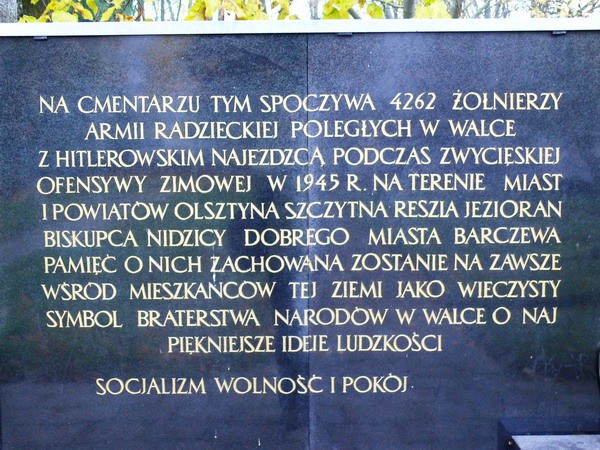 NA CMENTARZU TYM SPOCZYWA 4262 ŻOŁNIERZY
ARMII RADZIECKIEJ POLEGŁYCH W WALCE
Z HITLEROWSKIM NAJEZDZCĄ PODCZAS ZWYCIĘSKIEJ
OFENSYWY ZIMOWEJ W 1945 R. NA TERENIE MIAST
I POWIATÓW OLSZTYNA SZCZYTNA RESZLA JEZIORAN
BISKUPCA NIDZICY DOBREGO MIASTA BARCZEWA
PAMIĘĆ O NICH ZACHOWANA ZOSTANIE NA ZAWSZE
WŚRÓD MIESZKAŃCÓW TEJ ZIEMI JAKO WIECZYSTY
SYMBOL BRATERSTWA NARODÓW W WALCE O NAJ
PIĘKNIEJSZE IDEIE LUDZKOŚCI
SOCJALIZM WOLNOŚĆ I POKÓJ